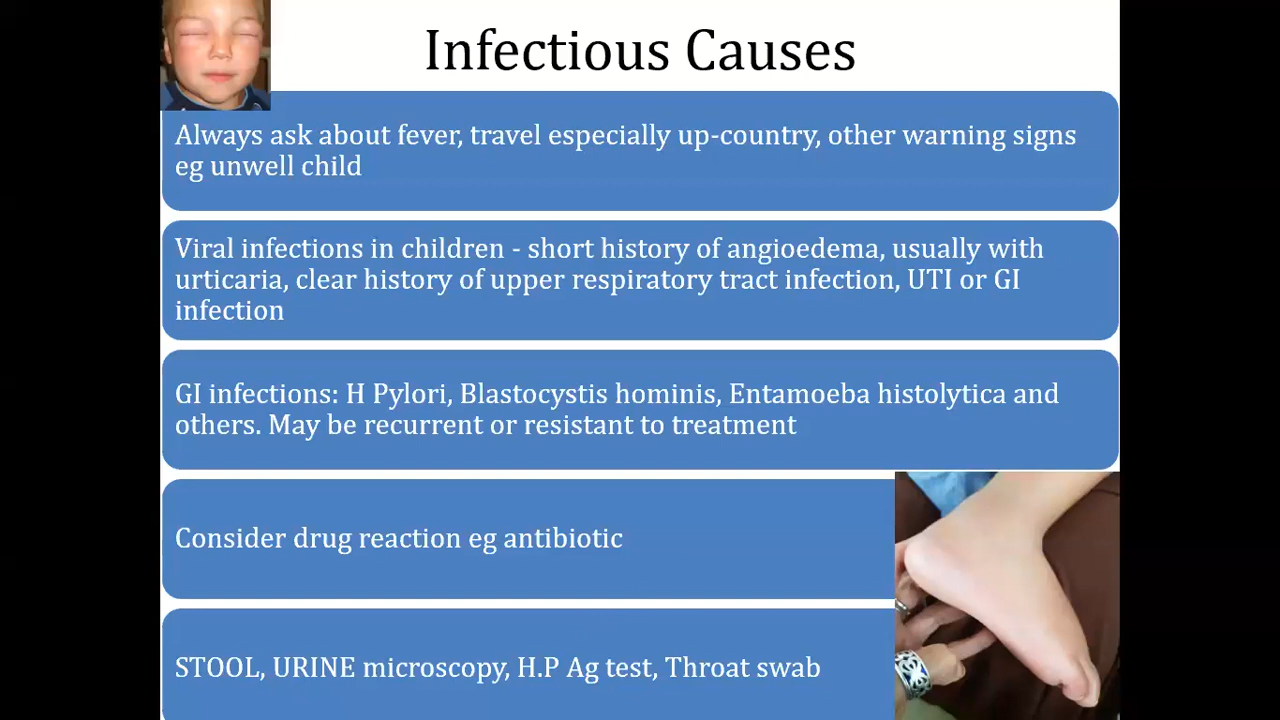 Infectious Causes
Always ask about fever, travel especially up-country, other warning signs
eg unwell child
Viral infections in children - short history of angioedema, usually with
urticaria, clear history of upper respiratory tract infection, UTI or GI
infection
GI infections: H Pylori, Blastocystis hominis, Entamoeba histolytica and
others. May be recurrent or resistant to treatment
Consider drug reaction eg antibiotic
STOOL, URINE microscopy, H.P Ag test, Throat swab